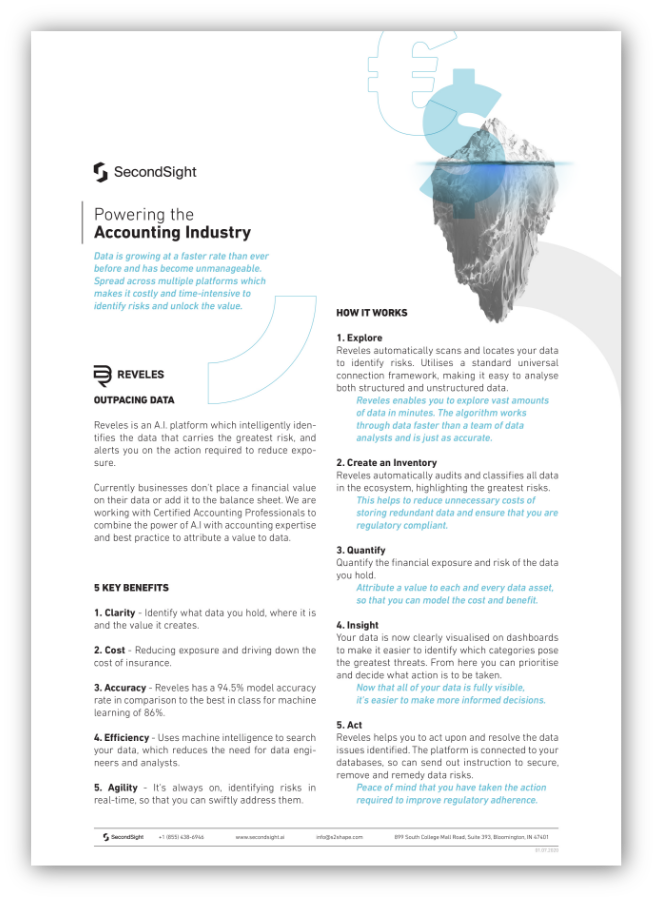 €
$
SecondSight
Powering the
Accounting Industry
Data is growing at a faster rate than ever
before and has become unmanageable.
Spread across multiple platforms which
makes it costly and time-intensive to
identify risks and unlock the value.
REVELES
OUTPACING DATA
Reveles is an A.I. platform which intelligently iden-
tifies the data that carries the greatest risk, and
alerts you on the action required to reduce expo-
sure.
Currently businesses don't place a financial value
on their data or add it to the balance sheet. We are
working with Certified Accounting Professionals to
combine the power of A.I with accounting expertise
and best practice to attribute a value to data.
5 KEY BENEFITS
1. Clarity - Identify what data you hold, where it is
and the value it creates.
2. Cost - Reducing exposure and driving down the
cost of insurance.
3. Accuracy - Reveles has a 94.5% model accuracy
rate in comparison to the best in class for machine
learning of 86%.
4. Efficiency - Uses machine intelligence to search
your data, which reduces the need for data engi-
neers and analysts.
5. Agility - It's always on, identifying risks in
real-time, so that you can swiftly address them.
HOW IT WORKS
1. Explore
Reveles automatically scans and locates your data
to identify risks. Utilises a standard universal
connection framework, making it easy to analyse
both structured and unstructured data.
Reveles enables you to explore vast amounts
of data in minutes. The algorithm works
through data faster than a team of data
analysts and is just as accurate.
2. Create an Inventory
Reveles automatically audits and classifies all data
in the ecosystem, highlighting the greatest risks.
This helps to reduce unnecessary costs of
storing redundant data and ensure that you are
regulatory compliant.
3. Quantify
Quantify the financial exposure and risk of the data
you hold.
Attribute a value to each and every data asset,
so that you can model the cost and benefit.
4. Insight
Your data is now clearly visualised on dashboards
to make it easier to identify which categories pose
the greatest threats. From here you can prioritise
and decide what action is to be taken.
Now that all of your data is fully visible,
it's easier to make more informed decisions.
5. Act
Reveles helps you to act upon and resolve the data
issues identified. The platform is connected to your
databases, so can send out instruction to secure,
remove and remedy data risks.
Peace of mind that you have taken the action
required to improve regulatory adherence.
SecondSight +1 (855) 438-6946 www.secondsight.ai info@s2shape.com 899 South College Mall Road, Suite 393, Bloomington, IN 47401